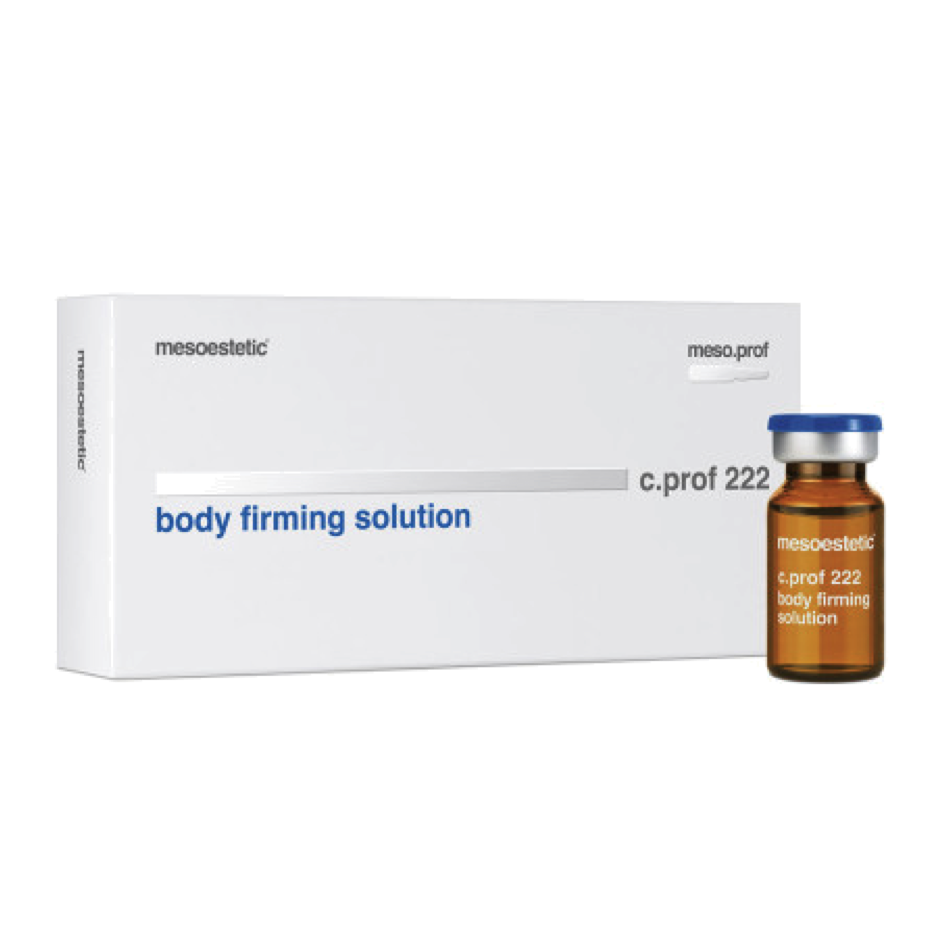 mesoestetic®
mesoestetic®
meso.prof
c.prof 222
body firming solution
mesoestetic®
c.prof 222
body firming
solution